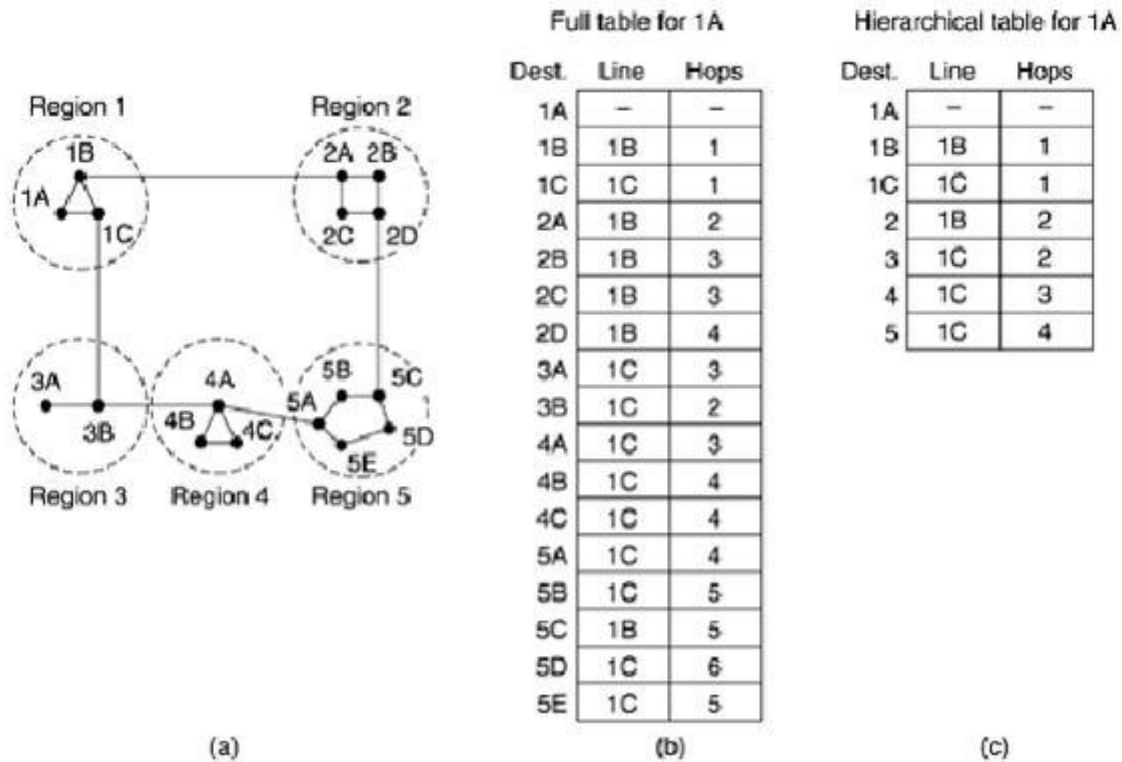 Full table for 1A
Hierarchical table for 1A
Dest. Line Hops
Dest. Line Hops
Region 1
Region 2
1B
2A 2B
1A
1C
2C 2D
3A
3B
4A
4B 4C
5B 5C
5A
5D
5E
Region 3
Region 4
Region 5
1A – –
1B 1B 1
1C 1C 1
2A 1B 2
2B 1B 3
2C 1B 3
2D 1B 4
3A 1C 3
3B 1C 2
4A 1C 3
4B 1C 4
4C 1C 4
5A 1C 4
5B 1C 5
5C 1B 5
5D 1C 6
5E 1C 5
1A – –
1B 1B 1
1C 1C 1
2 1B 2
3 1C 2
4 1C 3
5 1C 4
(a)
(b)
(c)